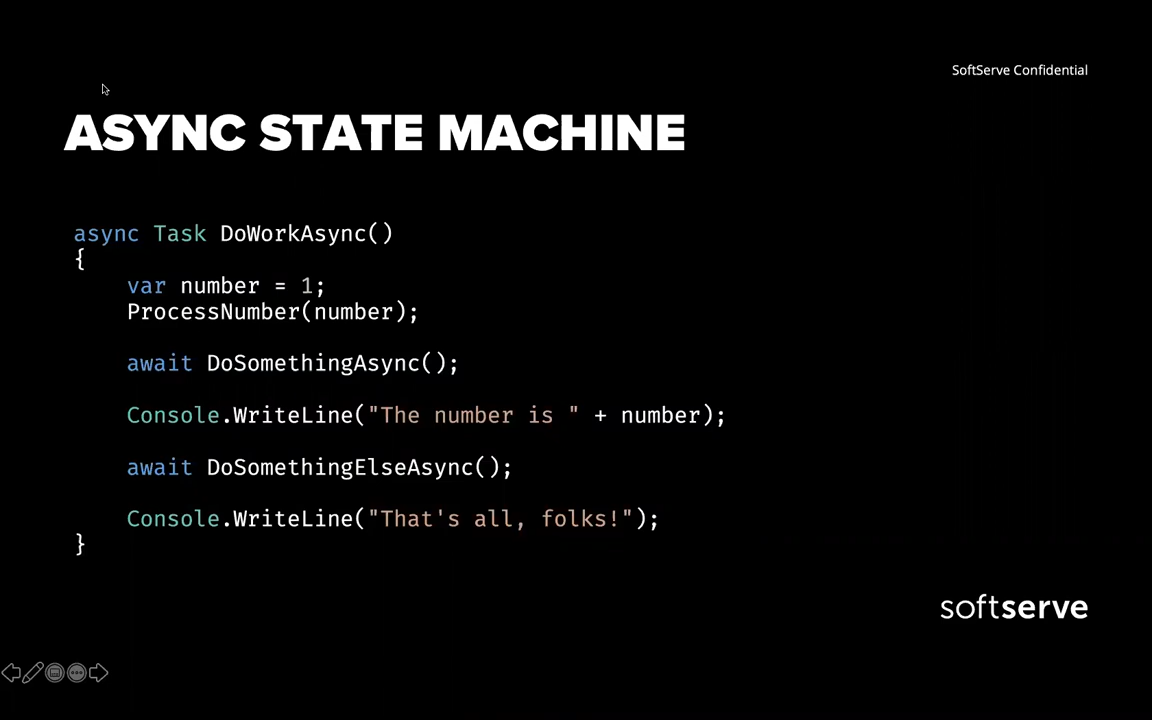 SoftServe Confidential
ASYNC STATE MACHINE
async Task DoWorkAsync()
{
    var number = 1;
    ProcessNumber(number);
    await DoSomethingAsync();
    Console.WriteLine("The number is " + number);
    await DoSomethingElseAsync();
    Console.WriteLine("That's all, folks!");
}
softserve